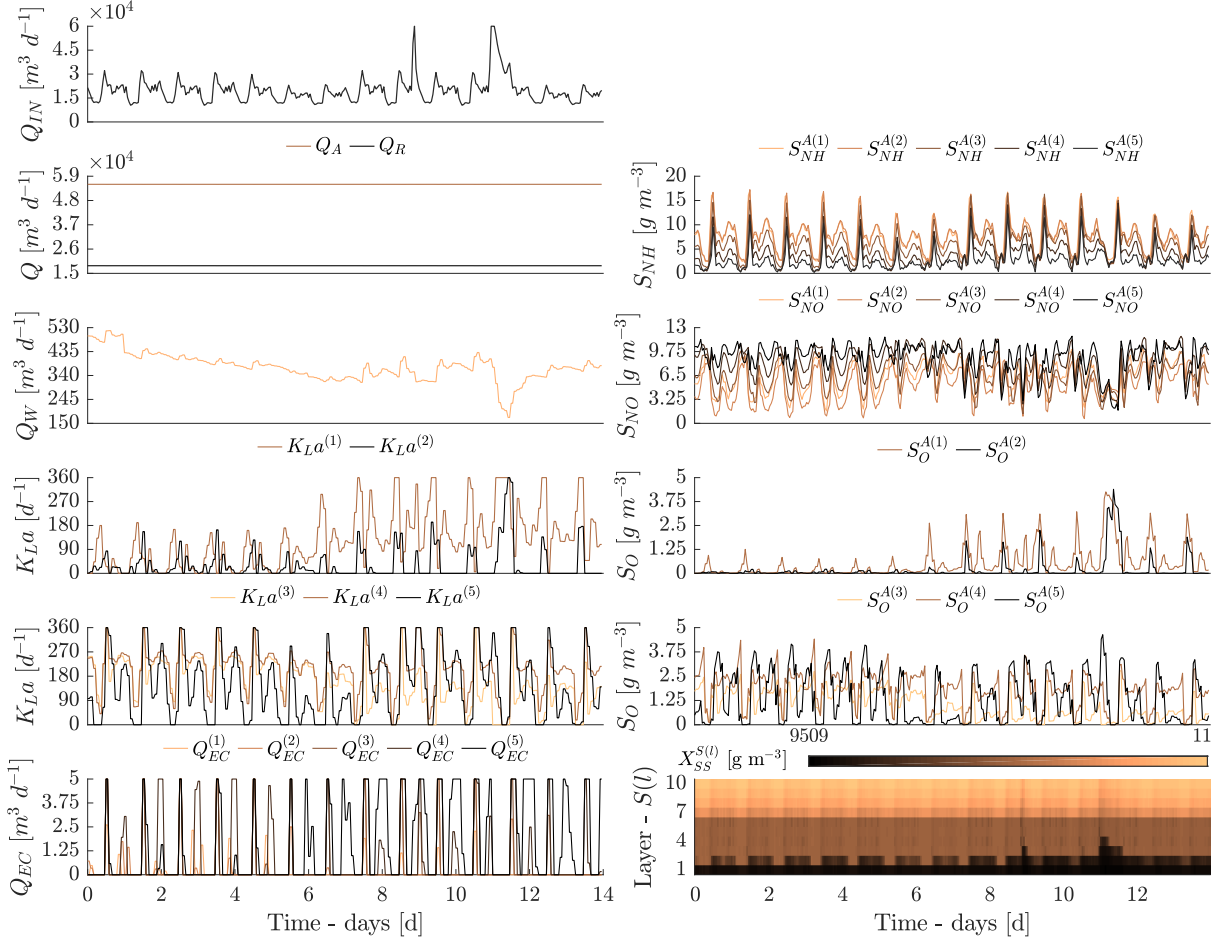 ×10⁴
6
4.5
3
1.5
0
Q_IN [m³ d⁻¹]
Q_A Q_R
×10⁴
5.9
4.8
3.7
2.6
1.5
Q [m³ d⁻¹]
530
435
340
245
150
Q_W [m³ d⁻¹]
K_La⁽¹⁾ K_La⁽²⁾
360
270
180
90
0
K_La [d⁻¹]
K_La⁽³⁾ K_La⁽⁴⁾ K_La⁽⁵⁾
360
270
180
90
0
K_La [d⁻¹]
Q_EC⁽¹⁾ Q_EC⁽²⁾ Q_EC⁽³⁾ Q_EC⁽⁴⁾ Q_EC⁽⁵⁾
5
3.75
2.5
1.25
0
Q_EC [m³ d⁻¹]
0 2 4 6 8 10 12 14
Time - days [d]
S_NH^A(1) S_NH^A(2) S_NH^A(3) S_NH^A(4) S_NH^A(5)
20
15
10
5
0
S_NH [g m⁻³]
S_NO^A(1) S_NO^A(2) S_NO^A(3) S_NO^A(4) S_NO^A(5)
13
9.75
6.5
3.25
0
S_NO [g m⁻³]
S_O^A(1) S_O^A(2)
5
3.75
2.5
1.25
0
S_O [g m⁻³]
S_O^A(3) S_O^A(4) S_O^A(5)
5
3.75
2.5
1.25
0
S_O [g m⁻³]
9509 11
X_SS^S(l) [g m⁻³]
10
7
4
1
Layer - S(l)
0 2 4 6 8 10 12
Time - days [d]